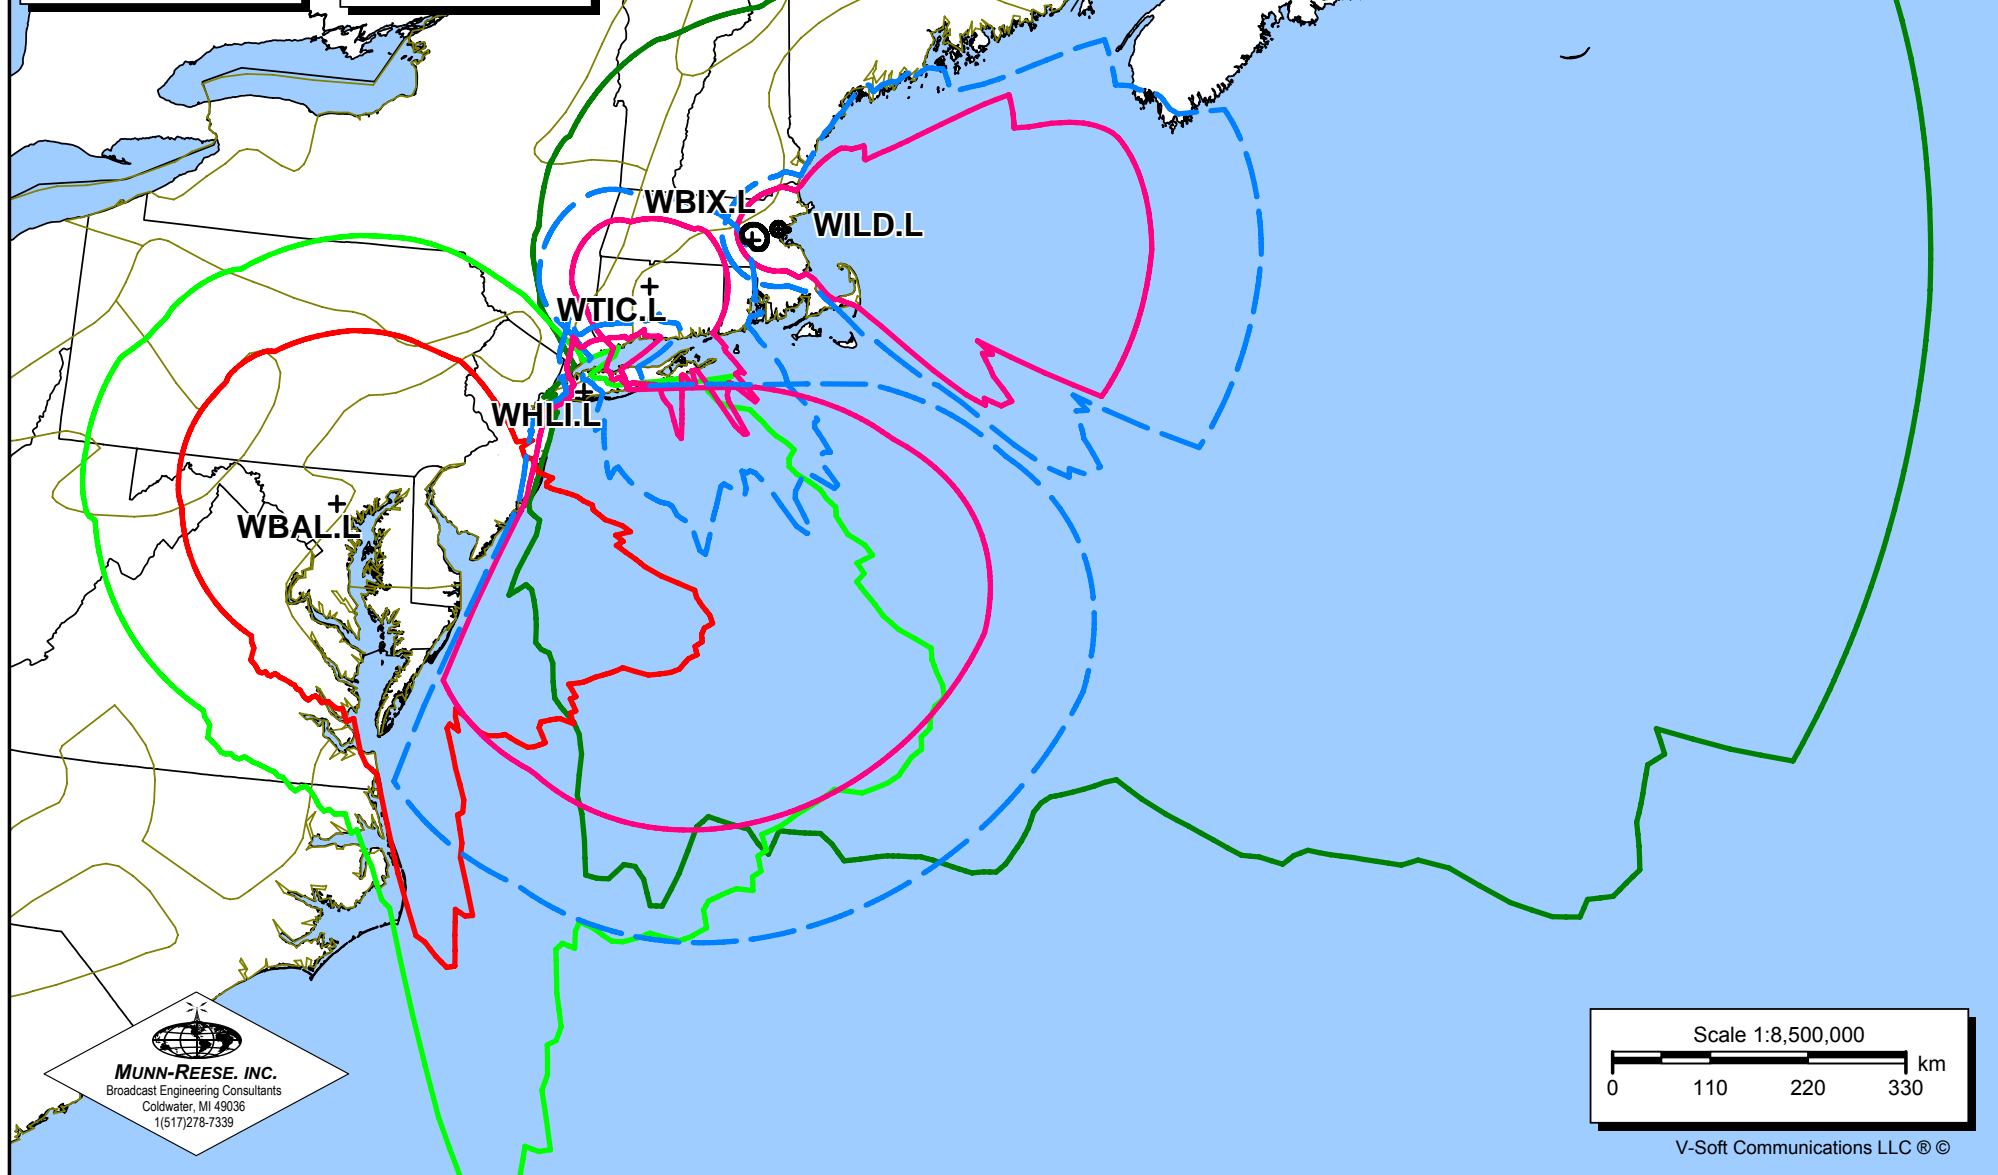 WBIX.L
WILD.L
WTIC.L
WHLI.L
WBAL.L
MUNN-REESE. INC.
Broadcast Engineering Consultants
Coldwater, MI 49036
1(517)278-7339
Scale 1:8,500,000
km
0 110 220 330
V-Soft Communications LLC ® ©